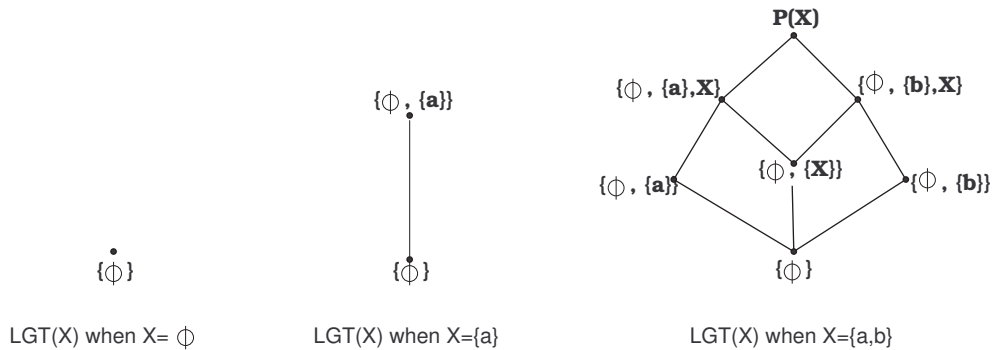 P(X)
{ϕ, {a},X} {ϕ, {b},X}
{ϕ, {a}}
{ϕ, {X}}
{ϕ, {a}} {ϕ, {b}}
{ϕ} {ϕ} {ϕ}
LGT(X) when X= ϕ LGT(X) when X={a} LGT(X) when X={a,b}